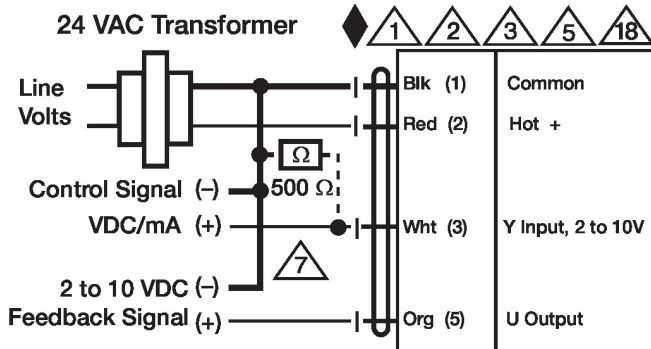 24 VAC Transformer
1 2 3 5 18
Line
Volts
Blk (1) Common
Red (2) Hot +
Ω
500 Ω
Control Signal (-)
VDC/mA (+)
Wht (3) Y Input, 2 to 10V
7
2 to 10 VDC (-)
Feedback Signal (+)
Org (5) U Output